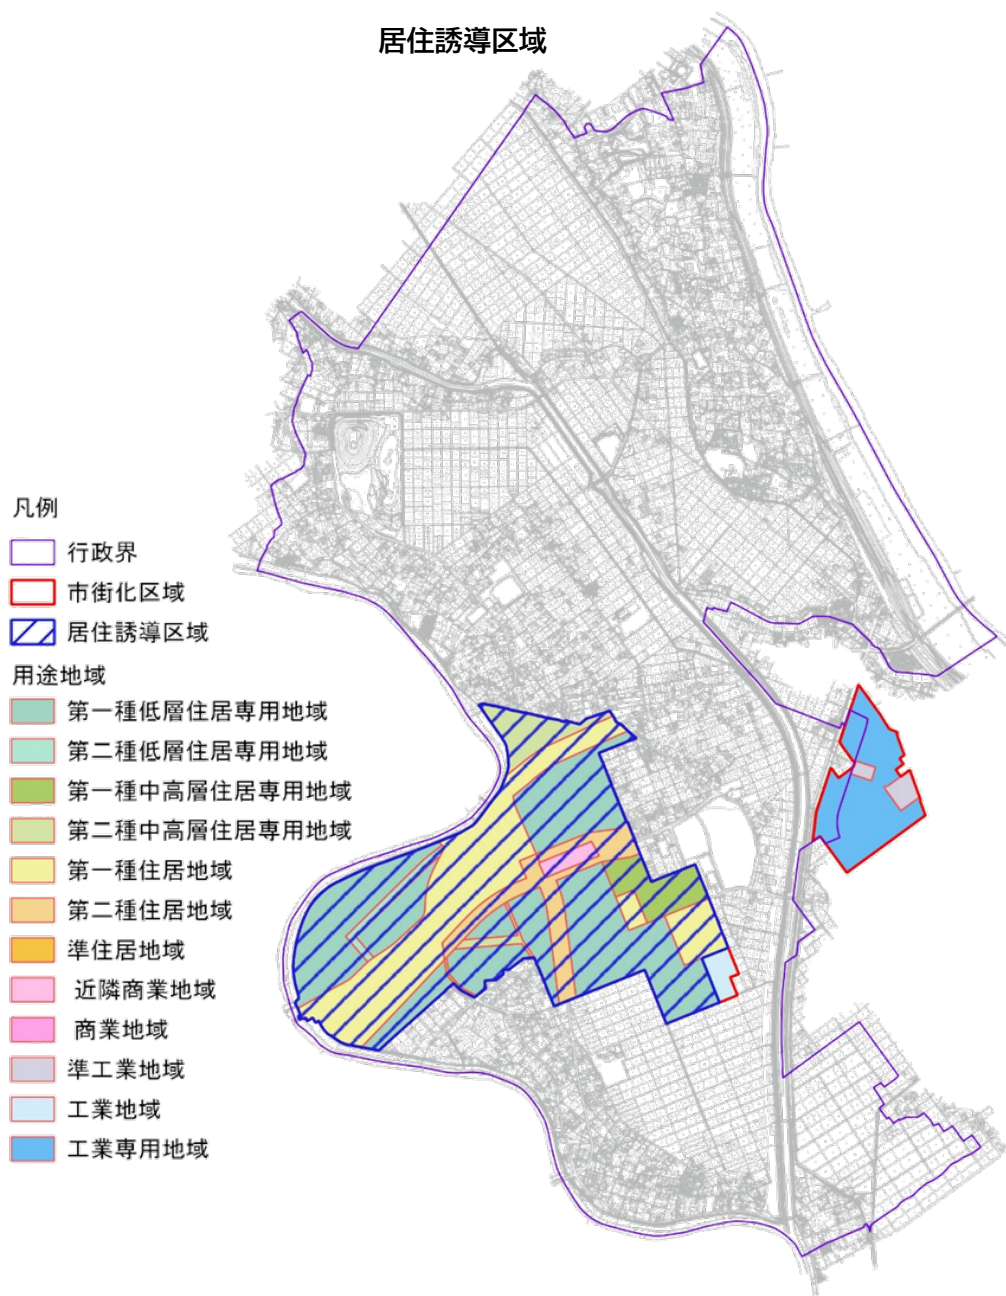 居住誘導区域
凡例
行政界
市街化区域
居住誘導区域
用途地域
第一種低層住居専用地域
第二種低層住居専用地域
第一種中高層住居専用地域
第二種中高層住居専用地域
第一種住居地域
第二種住居地域
準住居地域
近隣商業地域
商業地域
準工業地域
工業地域
工業専用地域